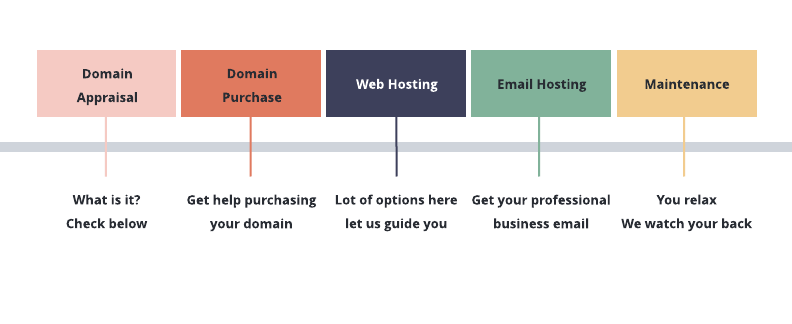 Domain
Appraisal
Domain
Purchase
Web Hosting
Email Hosting
Maintenance
What is it?
Check below
Get help purchasing
your domain
Lot of options here
let us guide you
Get your professional
business email
You relax
We watch your back